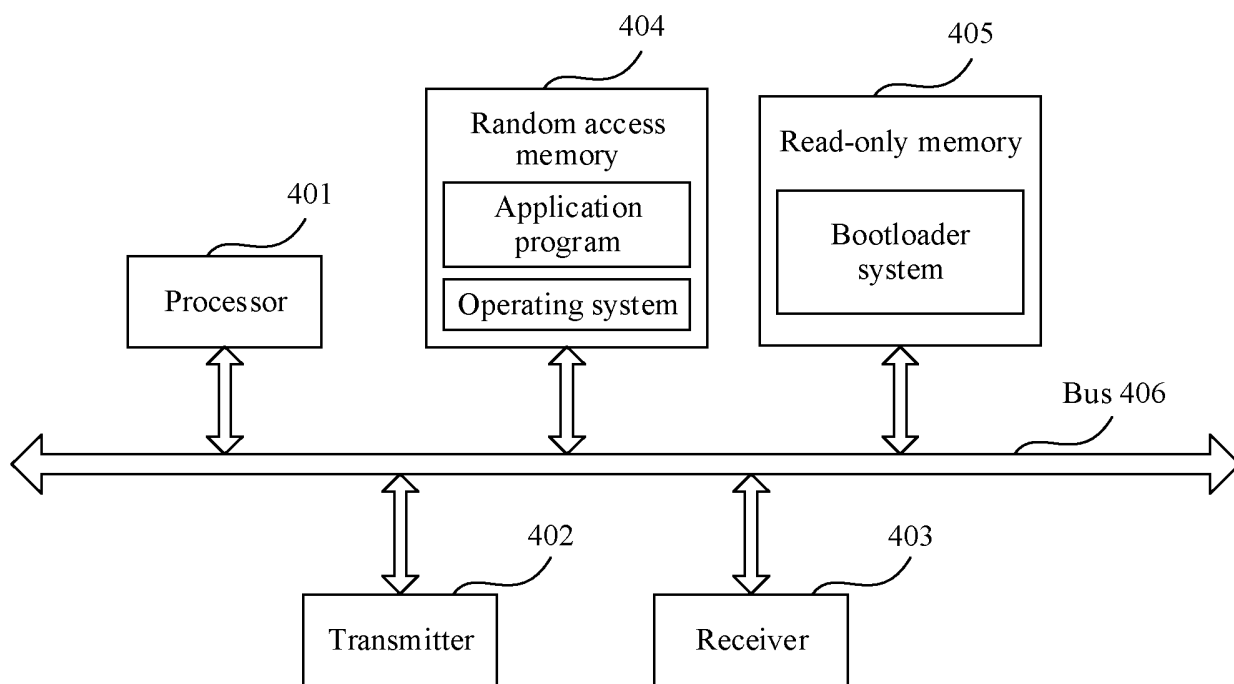 404
405
Random access
memory
Read-only memory
401
Application
program
Bootloader
system
Processor
Operating system
Bus 406
402
403
Transmitter
Receiver